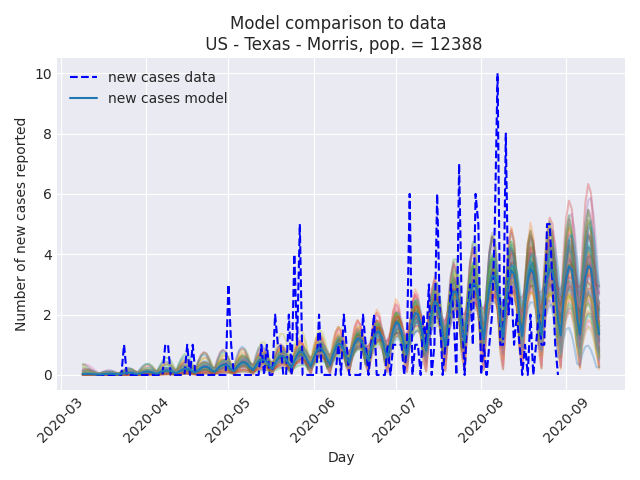 Model comparison to data
US - Texas - Morris, pop. = 12388
new cases data
new cases model
Number of new cases reported
10
8
6
4
2
0
2020-03
2020-04
2020-05
2020-06
2020-07
2020-08
2020-09
Day